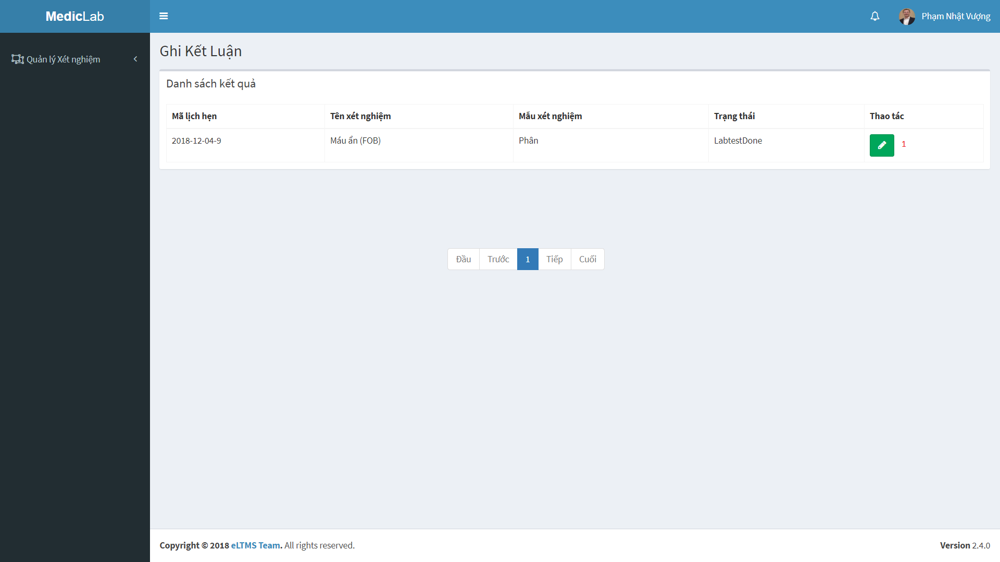 MedicLab
Phạm Nhật Vượng
Quản lý Xét nghiệm
Ghi Kết Luận
Danh sách kết quả
Mã lịch hẹn Tên xét nghiệm Mẫu xét nghiệm Trạng thái Thao tác
2018-12-04-9 Máu ẩn (FOB) Phân LabtestDone 1
Đầu Trước 1 Tiếp Cuối
Copyright © 2018 eLTMS Team. All rights reserved. Version 2.4.0